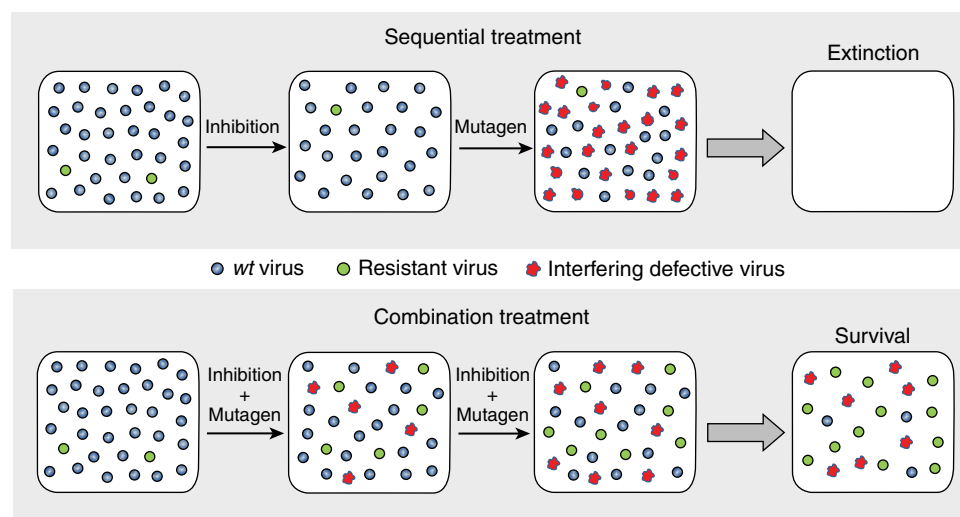 Sequential treatment
Extinction
Inhibition
Mutagen
wt virus
Resistant virus
Interfering defective virus
Combination treatment
Survival
Inhibition
+
Mutagen
Inhibition
+
Mutagen